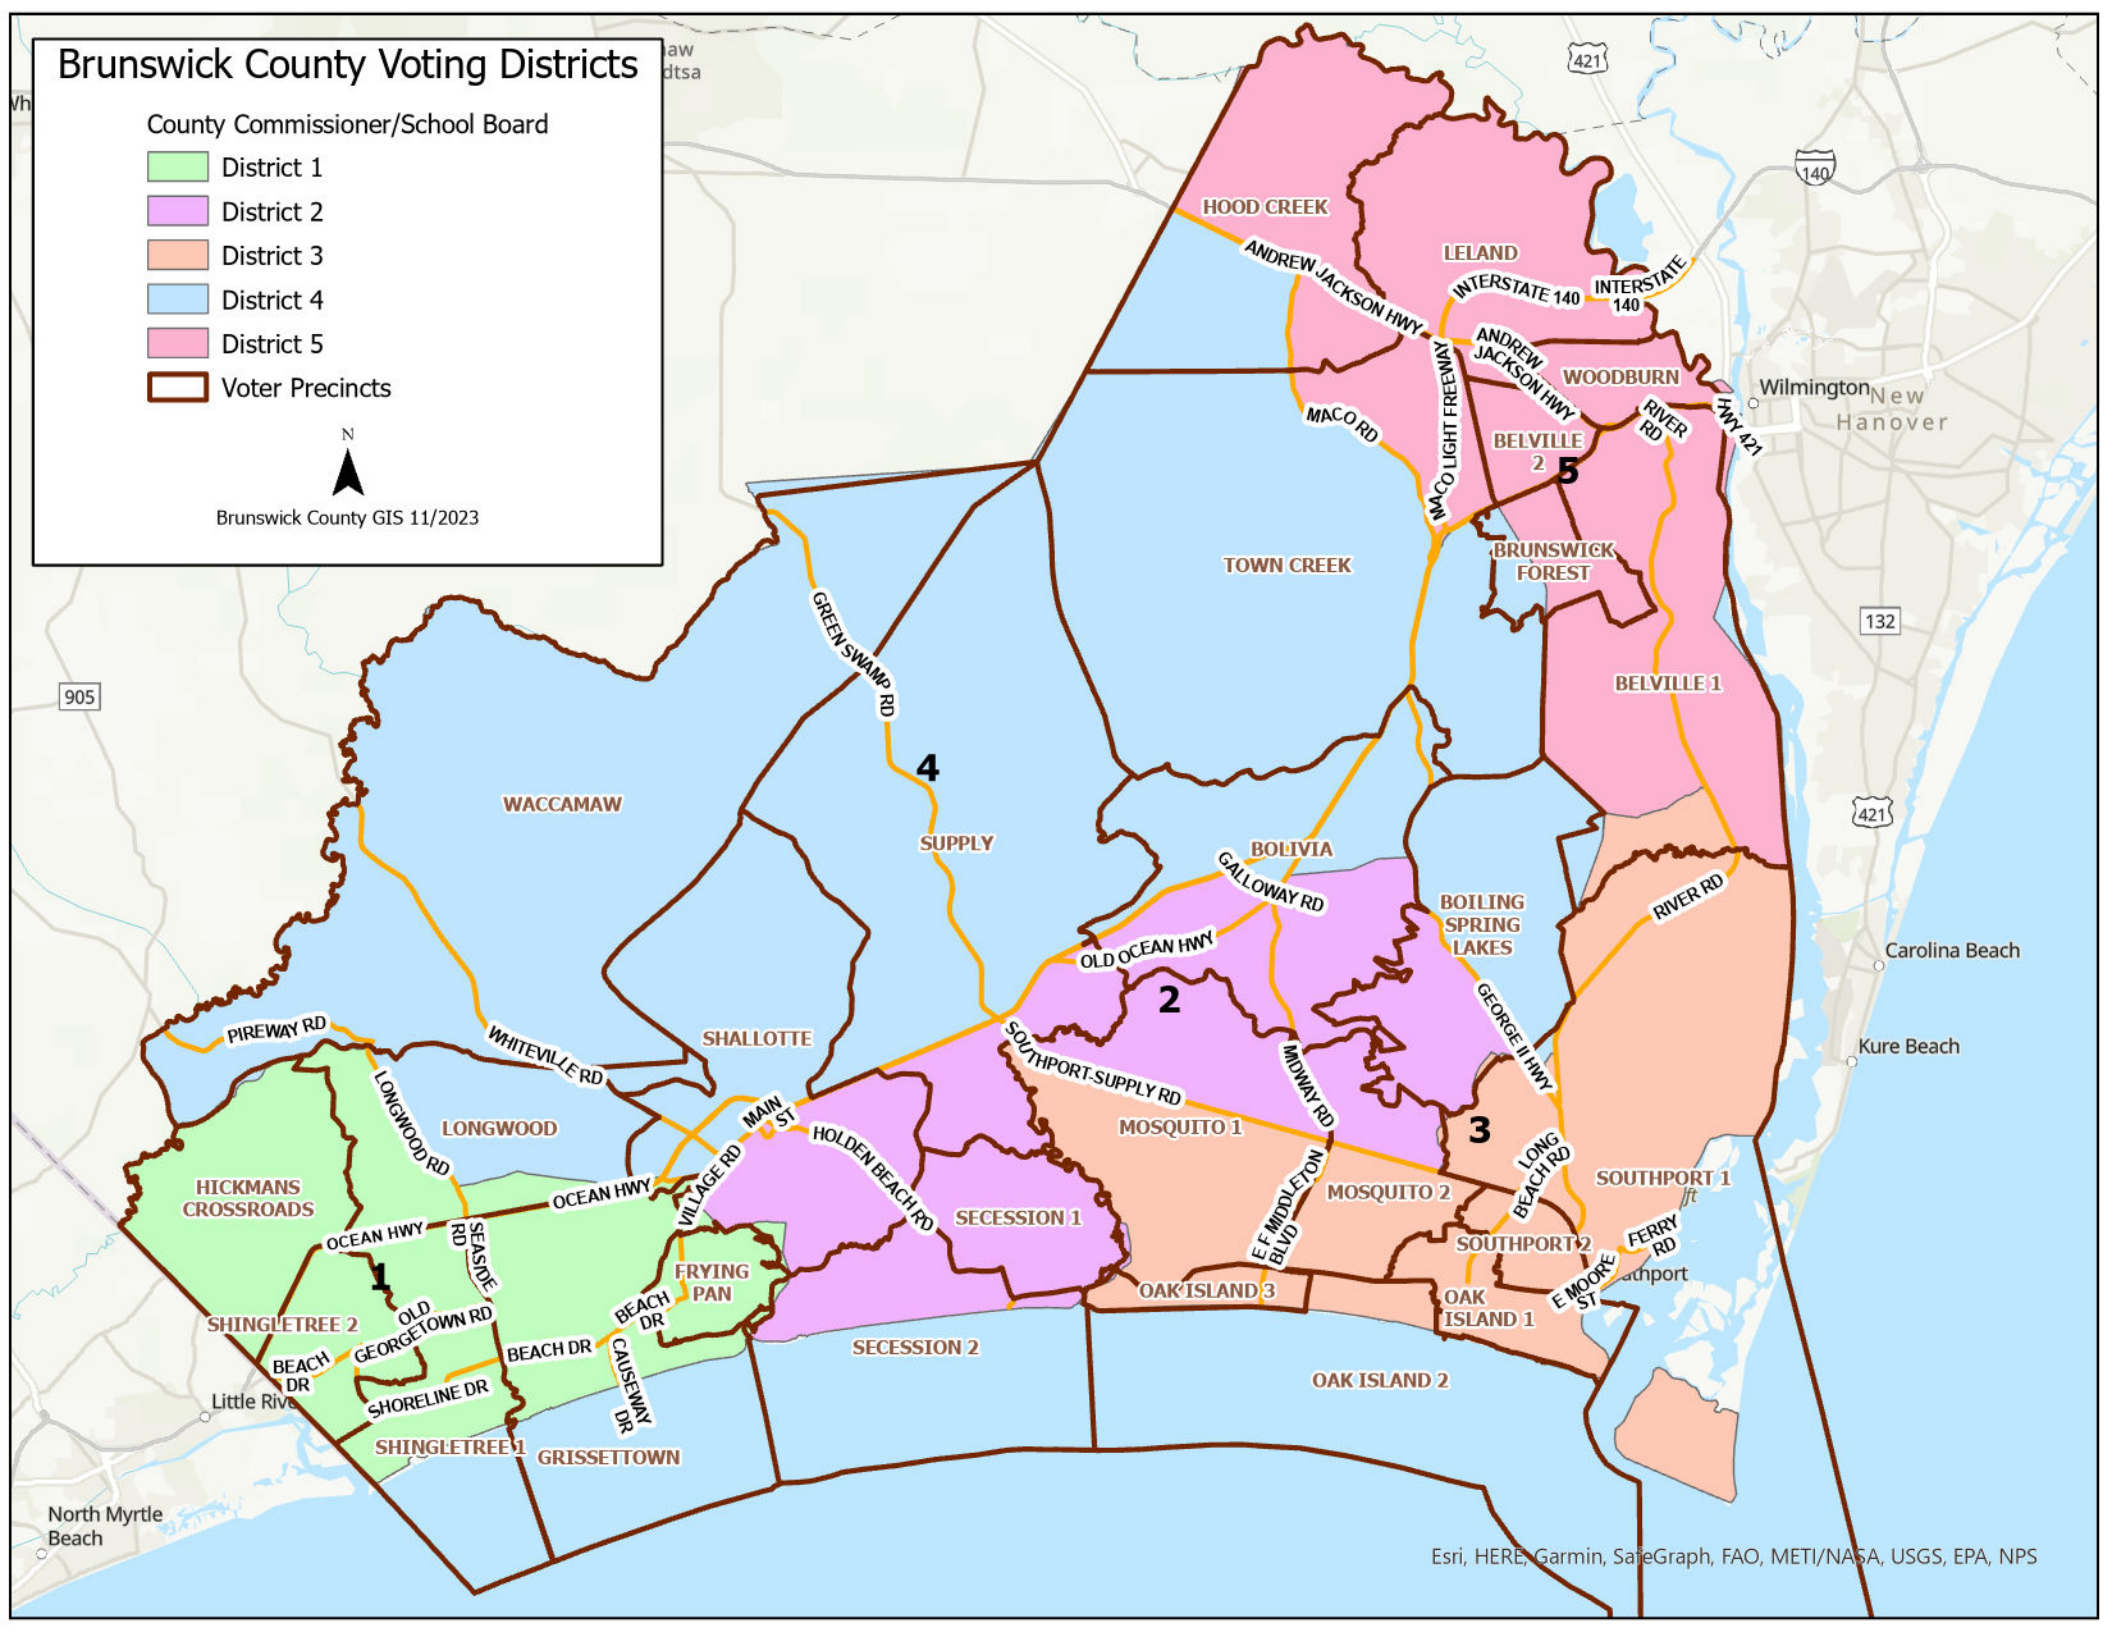 Brunswick County Voting Districts
County Commissioner/School Board
District 1
District 2
District 3
District 4
District 5
Voter Precincts
N
Brunswick County GIS 11/2023
421
140
HOOD CREEK
LELAND
ANDREW JACKSON HWY
INTERSTATE 140
INTERSTATE
140
ANDREW
JACKSON HWY
WOODBURN
Wilmington
New
Hanover
MACO RD
MACO LIGHT FREEWAY
RIVER
RD
HWY 421
BELVILLE
2
5
TOWN CREEK
BRUNSWICK
FOREST
132
GREEN SWAMP RD
905
BELVILLE 1
4
WACCAMAW
421
SUPPLY
BOLIVIA
GALLOWAY RD
RIVER RD
BOILING
SPRING
LAKES
OLD OCEAN HWY
Carolina Beach
2
PIREWAY RD
WHITEVILLE RD
SHALLOTTE
GEORGE II HWY
Kure Beach
SOUTHPORT-SUPPLY RD
MIDWAY RD
LONGWOOD RD
LONGWOOD
MAIN
ST
HOLDEN BEACH RD
MOSQUITO 1
3
LONG
BEACH RD
HICKMANS
CROSSROADS
OCEAN HWY
VILLAGE RD
SECESSION 1
E F MIDDLETON
BLVD
MOSQUITO 2
SOUTHPORT 1
OCEAN HWY
SEASIDE
RD
SOUTHPORT 2
FERRY
RD
1
FRYING
PAN
OAK ISLAND 3
E MOORE
ST
OAK
ISLAND 1
SHINGLETREE 2
OLD
GEORGETOWN RD
BEACH
DR
BEACH
DR
BEACH DR
CAUSEWAY
DR
SECESSION 2
OAK ISLAND 2
SHORELINE DR
SHINGLETREE 1
GRISSETTOWN
North Myrtle
Beach
Esri, HERE, Garmin, SafeGraph, FAO, METI/NASA, USGS, EPA, NPS